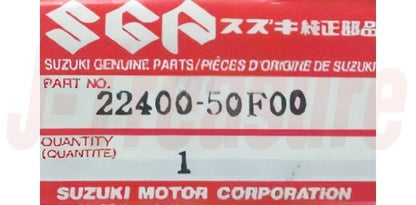 SGP スズキ純正部品
SUZUKI GENUINE PARTS/PIÈCES D'ORIGINE DE SUZUKI
PART NO.
22400-50F00
QUANTITY
(QUANTITÉ)
1
SUZUKI MOTOR CORPORATION